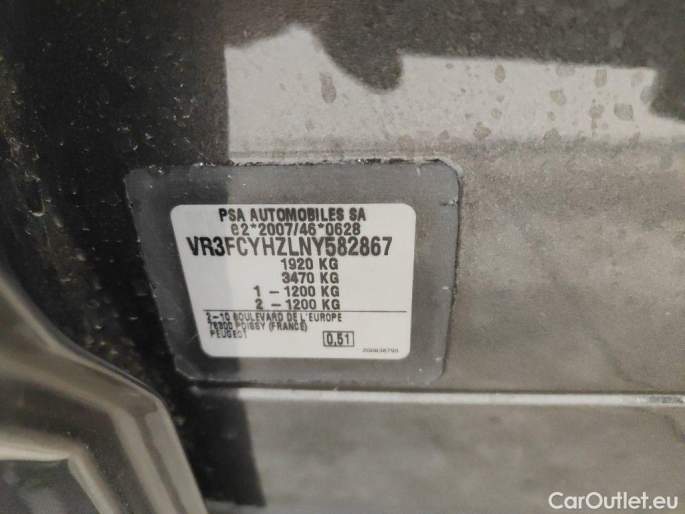 PSA AUTOMOBILES SA
e2*2007/46*0628
VR3FCYHZLNY582867
1920 KG
3470 KG
1 – 1200 KG
2 – 1200 KG
2–10 BOULEVARD DE L'EUROPE
78300 POISSY (FRANCE)
PEUGEOT
0,51
CarOutlet.eu